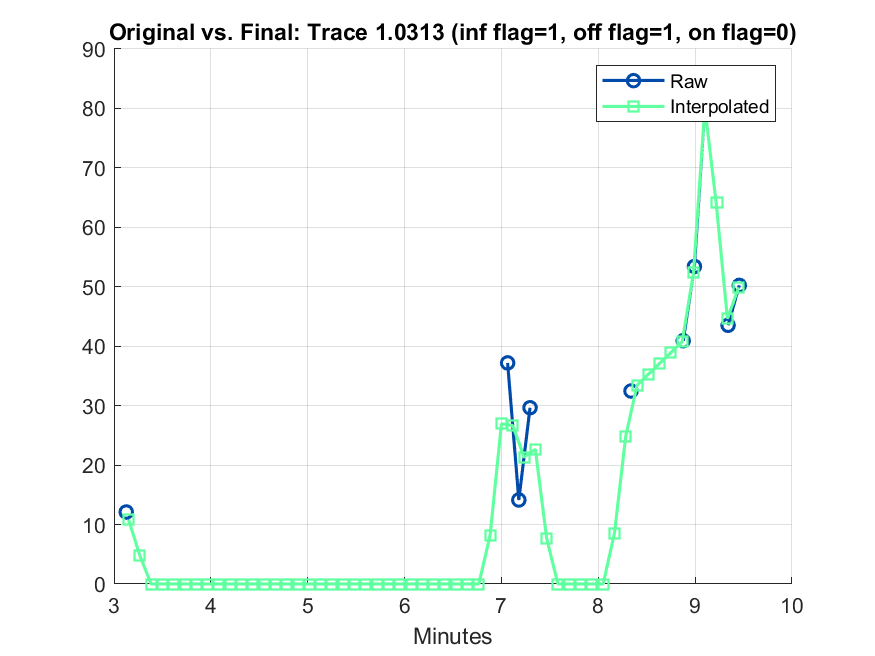 Original vs. Final: Trace 1.0313 (inf flag=1, off flag=1, on flag=0)
90
80
70
60
50
40
30
20
10
0
Raw
Interpolated
3 4 5 6 7 8 9 10
Minutes